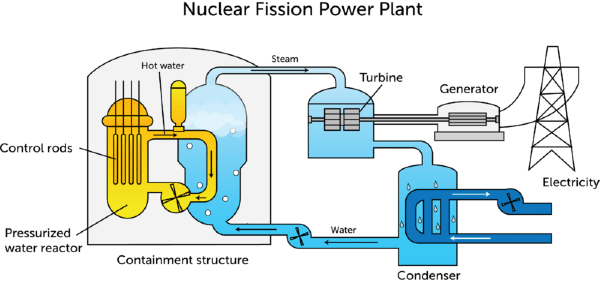 Nuclear Fission Power Plant
Hot water
Steam
Turbine
Generator
Control rods
Electricity
Pressurized
water reactor
Water
Containment structure
Condenser